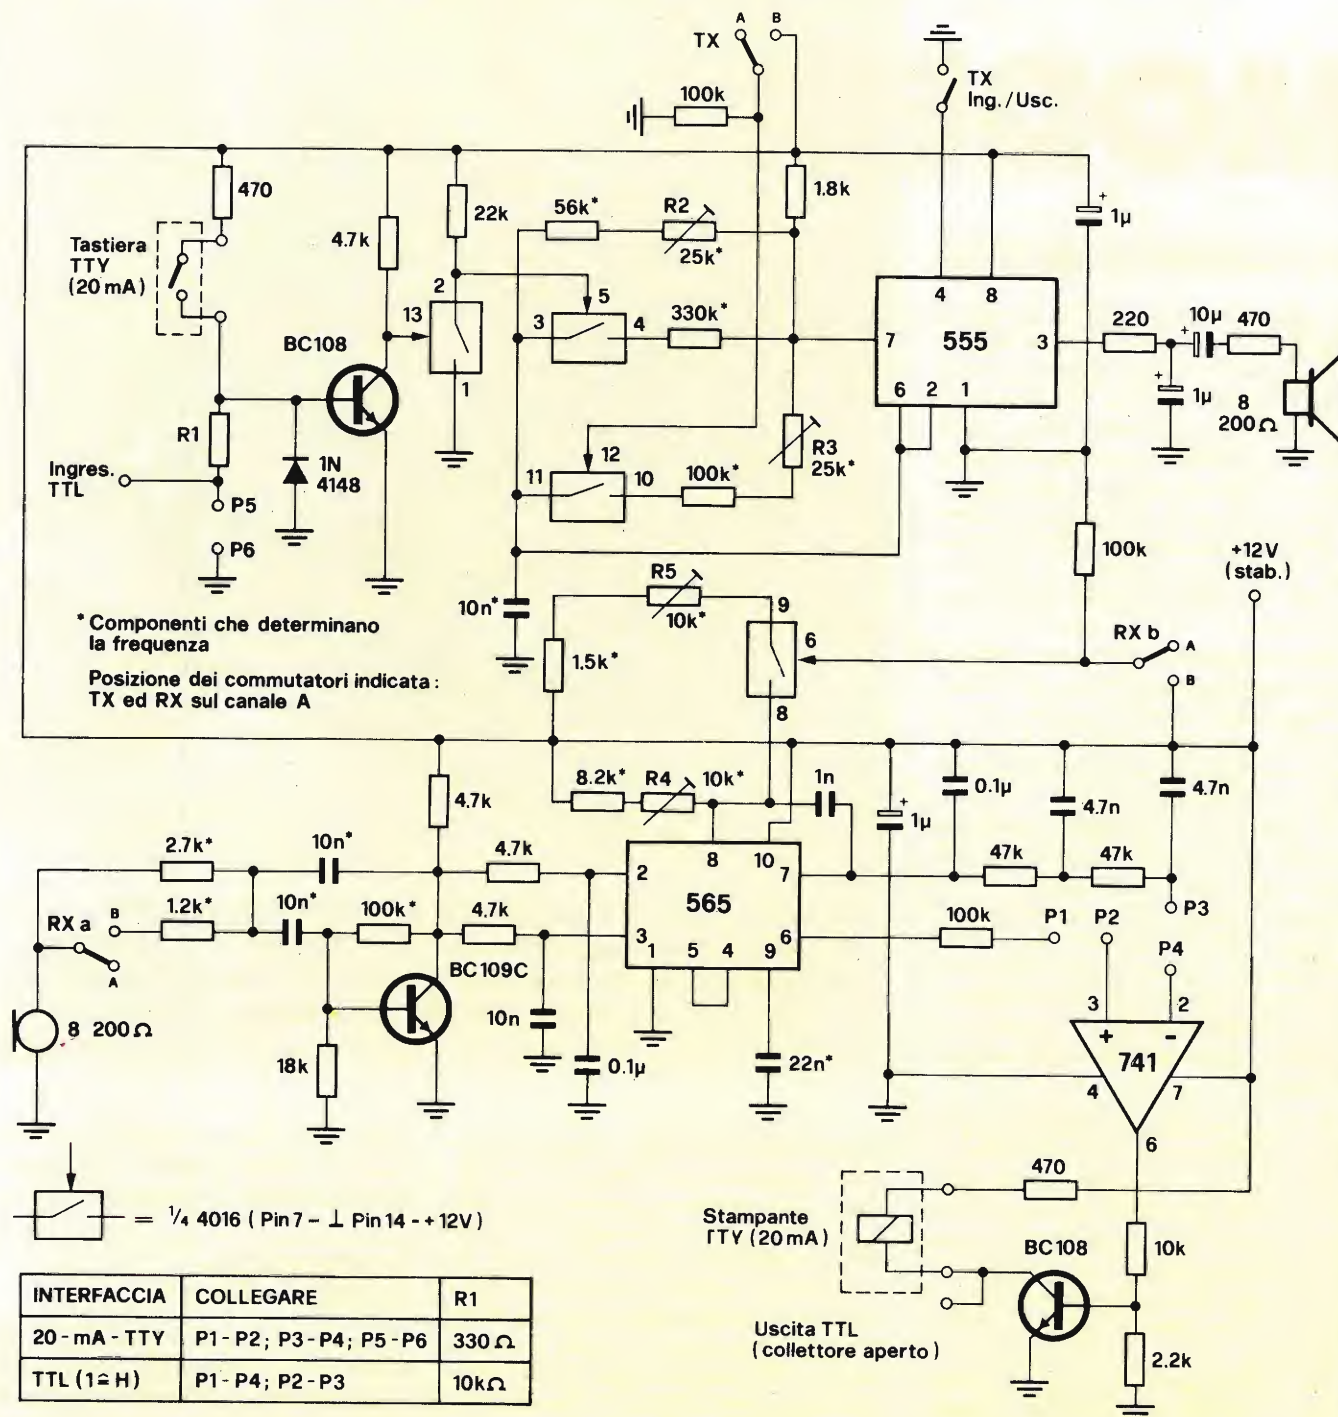 A B
TX
TX
Ing./Usc.
100k
470
1.8k
+
1µ
22k
4.7k
56k*
R2
25k*
Tastiera
TTY
(20 mA)
2
13
1
5
3
4
330k*
4
8
7
555
3
6 2 1
220
10µ
+
470
+
1µ
8
200Ω
BC108
R1
Ingres.
TTL
1N
4148
P5
P6
12
11
10
100k*
R3
25k*
100k
+12V
(stab.)
10n*
R5
10k*
9
6
8
1.5k*
RX b
A
B
* Componenti che determinano
la frequenza
Posizione dei commutatori indicata:
TX ed RX sul canale A
4.7k
8.2k*
R4
10k*
1n
+
1µ
0.1µ
4.7n
4.7n
2.7k*
10n*
4.7k
47k
47k
2
8
10
7
565
3
1
5
4
9
6
RX a
B
A
1.2k*
10n*
100k*
4.7k
100k
P1
P2
P3
P4
BC109C
8 200Ω
18k
10n
0.1µ
22n*
3
2
+
-
741
4
7
6
= ¼ 4016 (Pin 7 - ⊥ Pin 14 - +12V)
Stampante
TTY (20 mA)
470
BC108
10k
2.2k
Uscita TTL
(collettore aperto)
INTERFACCIA COLLEGARE R1
20-mA-TTY P1-P2; P3-P4; P5-P6 330 Ω
TTL (1≙H) P1-P4; P2-P3 10kΩ